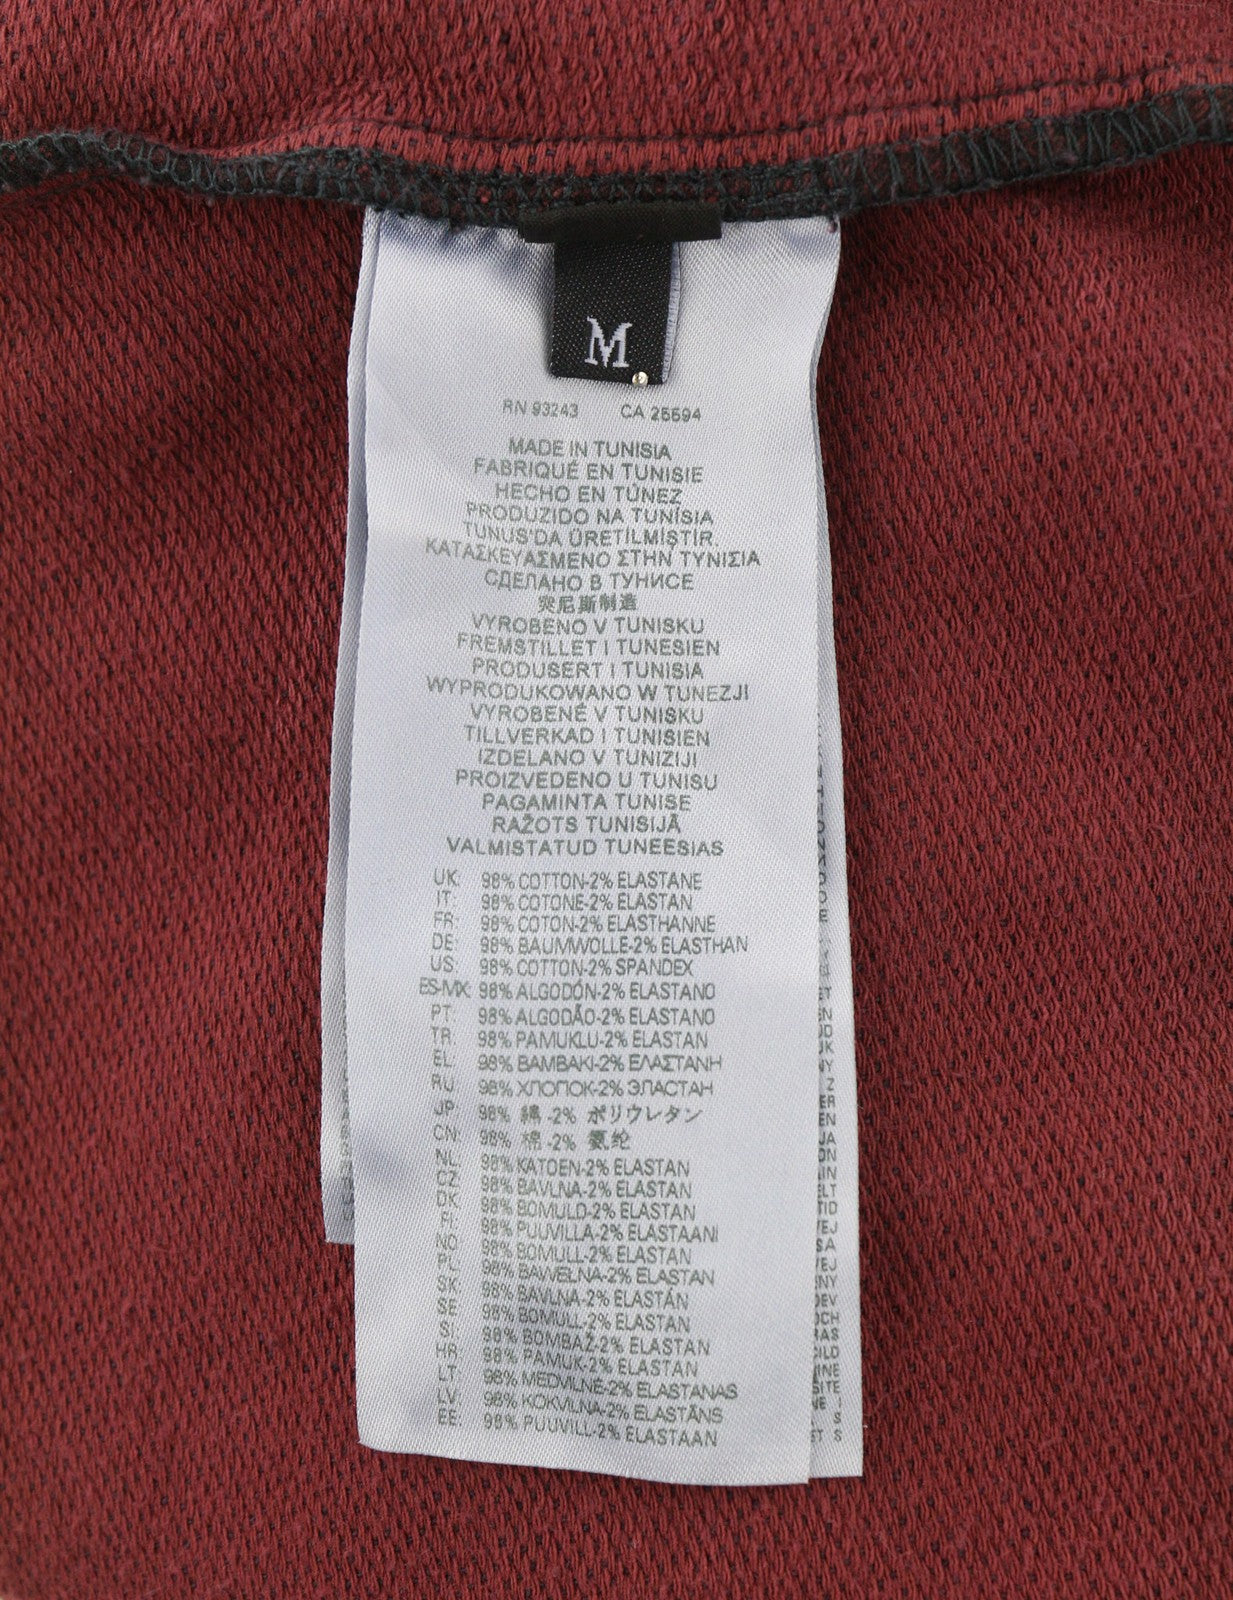 M
RN 93243 CA 25594
MADE IN TUNISIA
FABRIQUÉ EN TUNISIE
HECHO EN TÚNEZ
PRODUZIDO NA TUNÍSIA
TUNUS'DA ÜRETILMIŞTIR.
ΚΑΤΑΣΚΕΥΑΣΜΕΝΟ ΣΤΗΝ ΤΥΝΙΣΙΑ
СДЕЛАНО В ТУНИСЕ
突尼斯制造
VYROBENO V TUNISKU
FREMSTILLET I TUNESIEN
PRODUSERT I TUNISIA
WYPRODUKOWANO W TUNEZJI
VYROBENÉ V TUNISKU
TILLVERKAD I TUNISIEN
IZDELANO V TUNIZIJI
PROIZVEDENO U TUNISU
PAGAMINTA TUNISE
RAŽOTS TUNISIJĀ
VALMISTATUD TUNEESIAS
UK: 98% COTTON-2% ELASTANE
IT: 98% COTONE-2% ELASTAN
FR: 98% COTON-2% ELASTHANNE
DE: 98% BAUMWOLLE-2% ELASTHAN
US: 98% COTTON-2% SPANDEX
ES-MX: 98% ALGODÓN-2% ELASTANO
PT: 98% ALGODÃO-2% ELASTANO
TR: 98% PAMUKLU-2% ELASTAN
EL: 98% ΒΑΜΒΑΚΙ-2% ΕΛΑΣΤΑΝΗ
RU: 98% ХЛОПОК-2% ЭЛАСТАН
JP: 98% 綿 -2% ポリウレタン
CN: 98% 棉 -2% 氨纶
NL: 98% KATOEN-2% ELASTAN
CZ: 98% BAVLNA-2% ELASTAN
DK: 98% BOMULD-2% ELASTAN
FI: 98% PUUVILLA-2% ELASTAANI
NO: 98% BOMULL-2% ELASTAN
PL: 98% BAWEŁNA-2% ELASTAN
SK: 98% BAVLNA-2% ELASTÁN
SE: 98% BOMULL-2% ELASTAN
SI: 98% BOMBAŽ-2% ELASTAN
HR: 98% PAMUK-2% ELASTAN
LT: 98% MEDVILNĖ-2% ELASTANAS
LV: 98% KOKVILNA-2% ELASTĀNS
EE: 98% PUUVILL-2% ELASTAAN